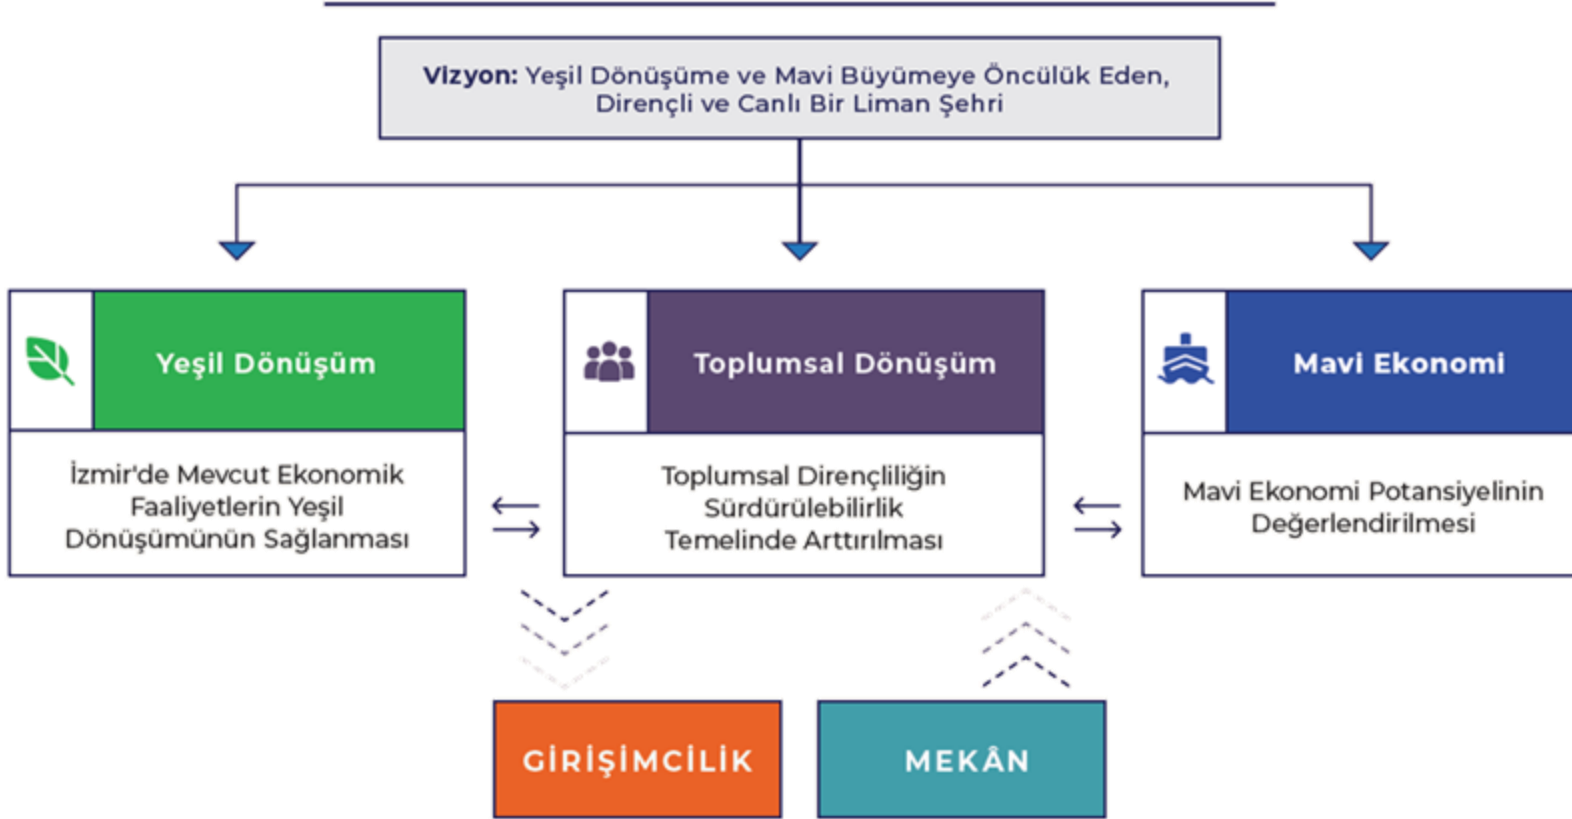 Vizyon: Yeşil Dönüşüme ve Mavi Büyümeye Öncülük Eden,
Dirençli ve Canlı Bir Liman Şehri
Yeşil Dönüşüm
İzmir'de Mevcut Ekonomik
Faaliyetlerin Yeşil
Dönüşümünün Sağlanması
Toplumsal Dönüşüm
Toplumsal Dirençliliğin
Sürdürülebilirlik
Temelinde Arttırılması
Mavi Ekonomi
Mavi Ekonomi Potansiyelinin
Değerlendirilmesi
GİRİŞİMCİLİK
MEKÂN